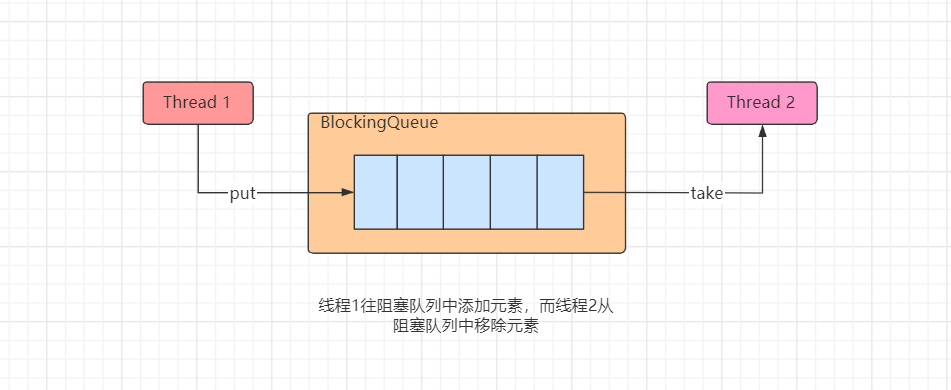 Thread 1
Thread 2
BlockingQueue
put
take
线程1往阻塞队列中添加元素，而线程2从
阻塞队列中移除元素